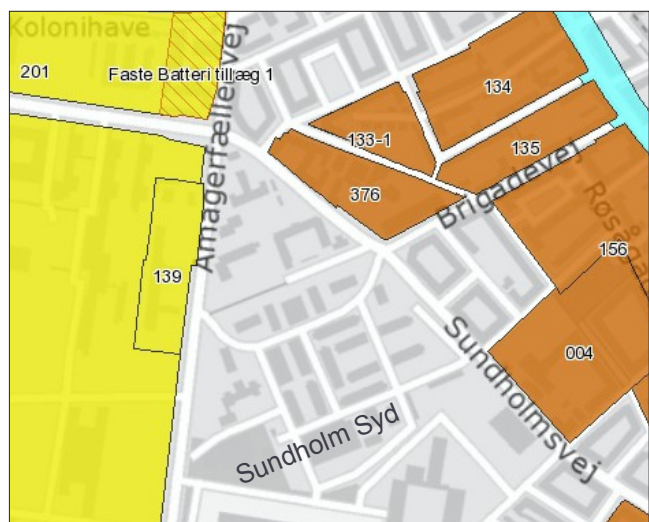 Kolonihave
201
Faste Batteri tillæg 1
Amagerfælledvej
134
133-1
135
376
Brigadevej
Røsåga
156
139
004
Sundholmsvej
Sundholm Syd